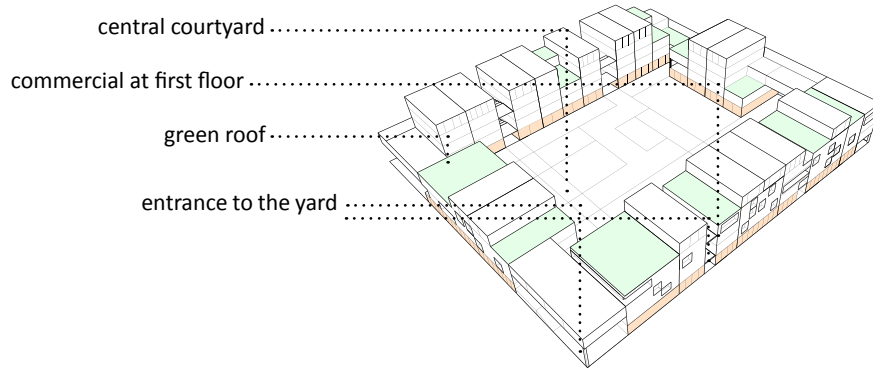 central courtyard
commercial at first floor
green roof
entrance to the yard